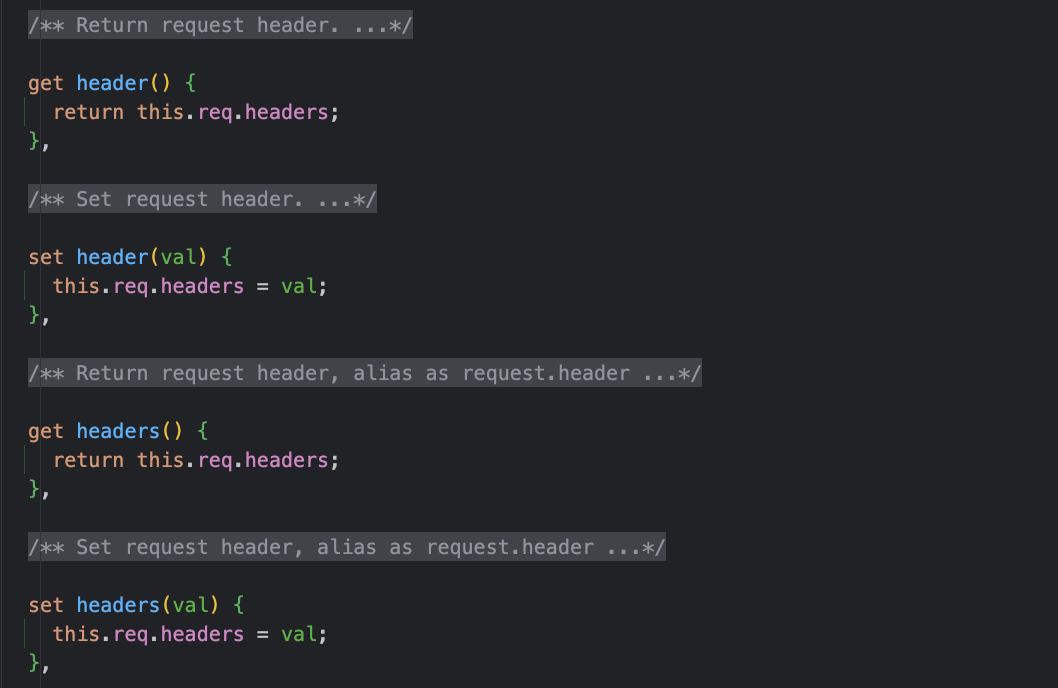 /** Return request header. ...*/
get header() {
return this.req.headers;
},
/** Set request header. ...*/
set header(val) {
this.req.headers = val;
},
/** Return request header, alias as request.header ...*/
get headers() {
return this.req.headers;
},
/** Set request header, alias as request.header ...*/
set headers(val) {
this.req.headers = val;
},